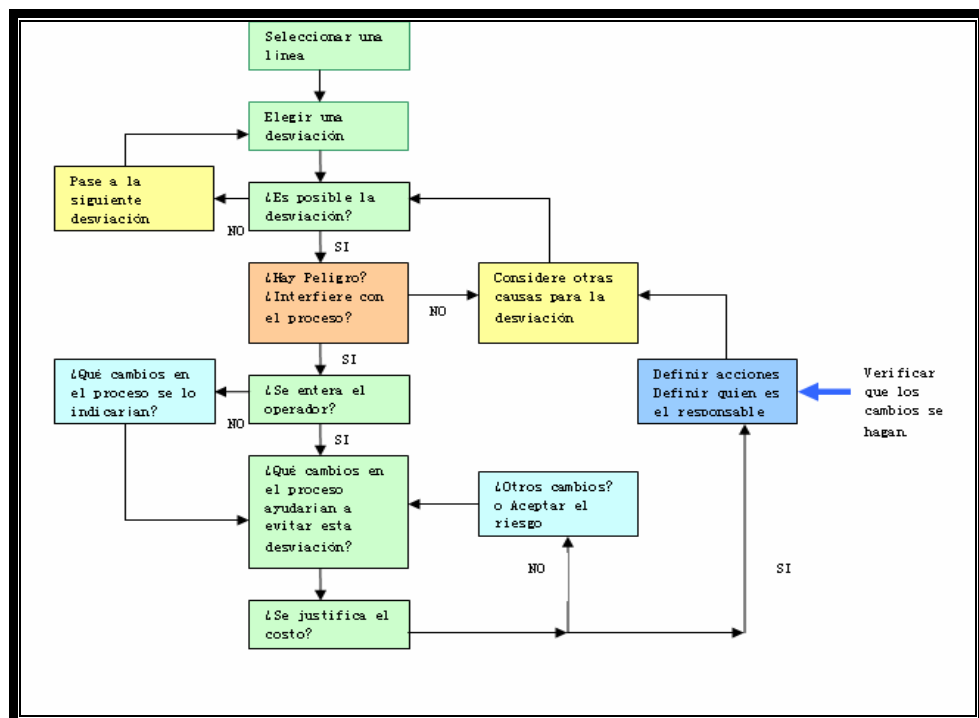 Seleccionar una
linea
Elegir una
desviación
Pase a la
siguiente
desviación
¿Es posible la
desviación?
NO
SI
¿Hay Peligro?
¿Interfiere con
el proceso?
NO
Considere otras
causas para la
desviación
SI
¿Qué cambios en
el proceso se lo
indicarian?
¿Se entera el
operador?
NO
SI
Definir acciones
Definir quien es
el responsable
Verificar
que los
cambios se
hagan
¿Qué cambios en
el proceso
ayudarian a
evitar esta
desviación?
¿Otros cambios?
o Aceptar el
riesgo
NO
SI
¿Se justifica el
costo?